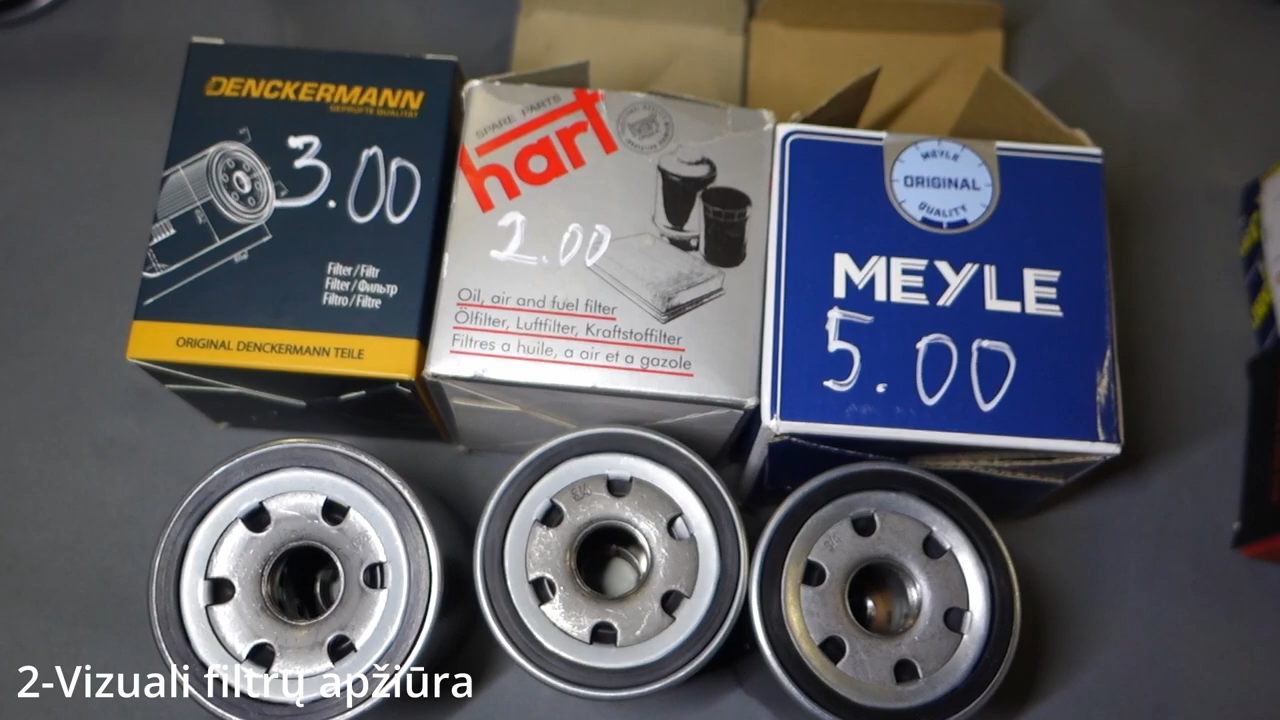 DENCKERMANN
GEPRÜFTE QUALITÄT
3.00
Filter / Filtr
Filter / Фильтр
Filtro / Filtre
ORIGINAL DENCKERMANN TEILE
SPARE PARTS
hart
2.00
Oil, air and fuel filter
Ölfilter, Luftfilter, Kraftstoffilter
Filtres a huile, a air et a gazole
MEYLE
ORIGINAL
QUALITY
MEYLE
5.00
2-Vizuali filtrų apžiūra